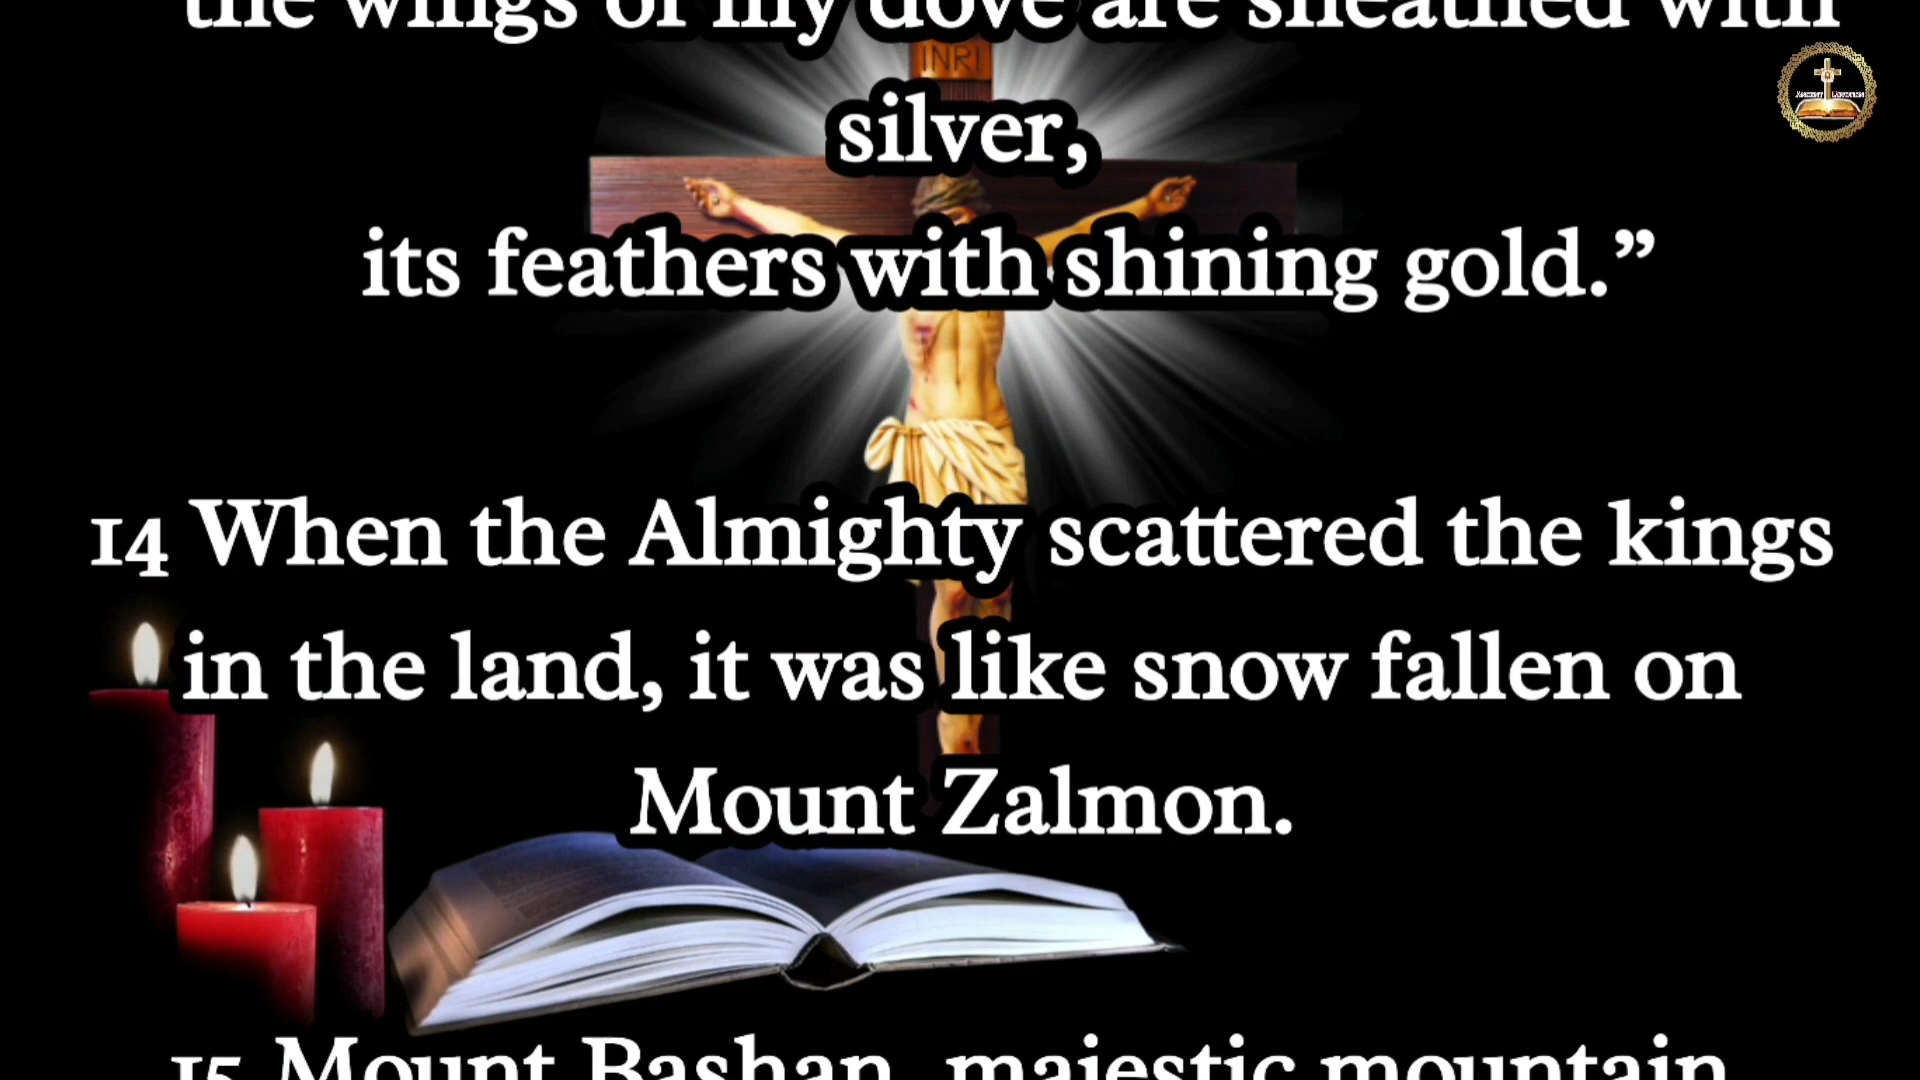 the wings of my dove are sheathed with
INRI
silver,
its feathers with shining gold.”
14 When the Almighty scattered the kings
in the land, it was like snow fallen on
Mount Zalmon.
15 Mount Bashan, majestic mountain,